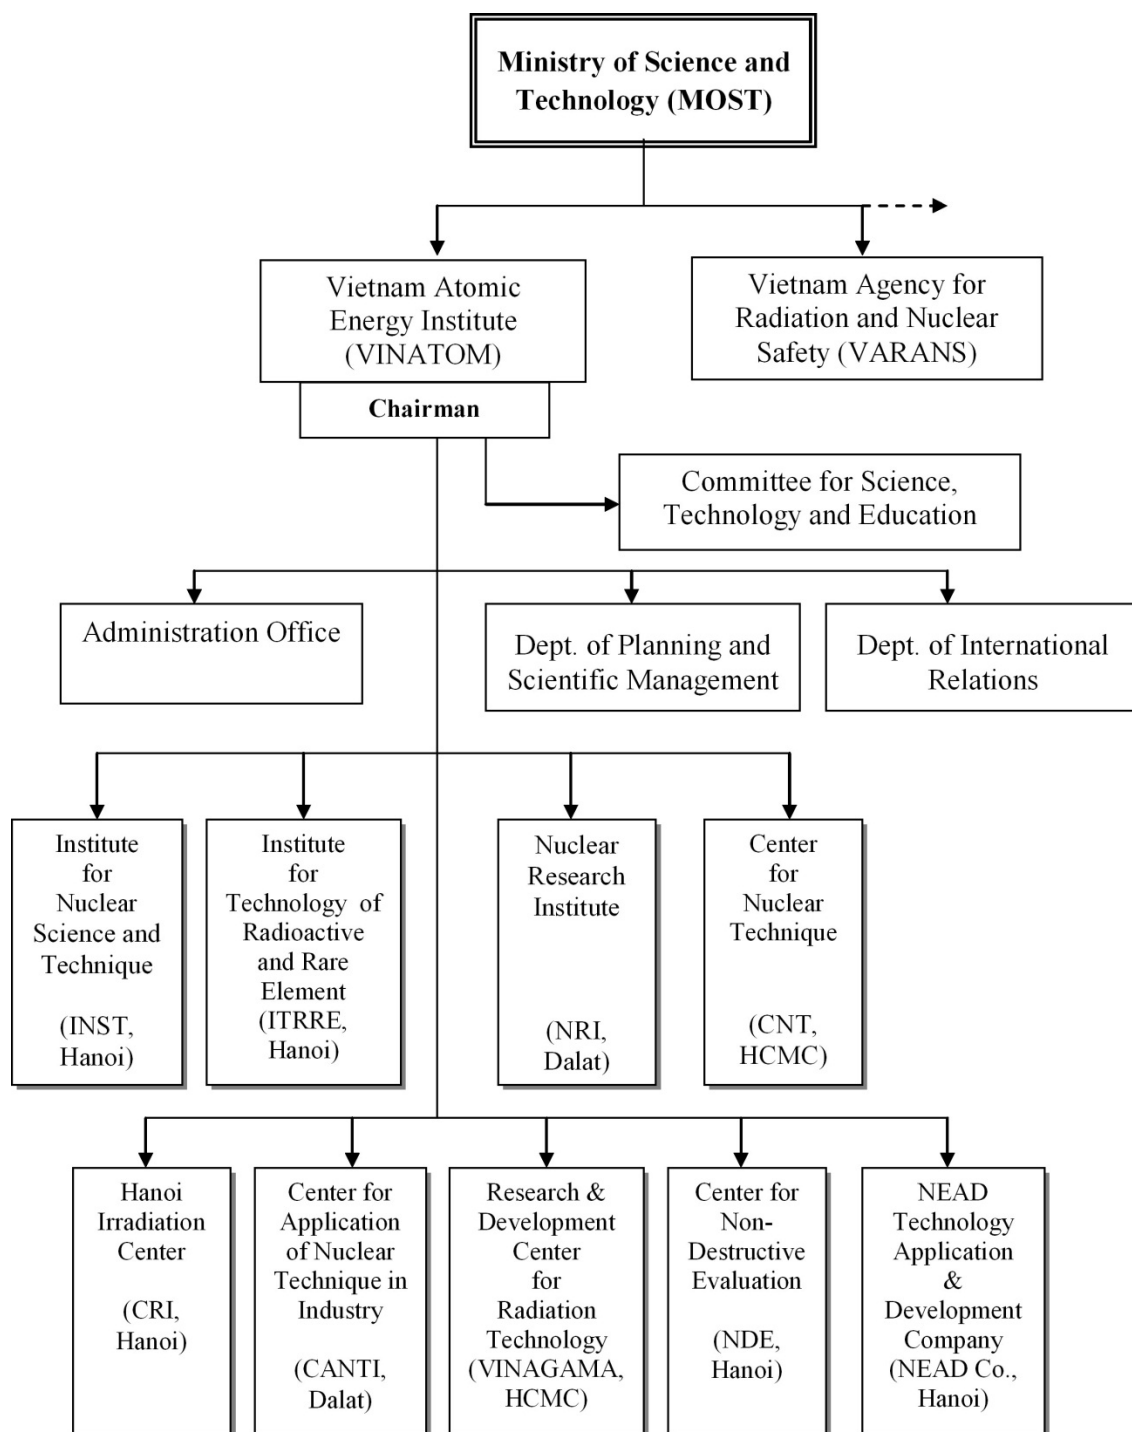 Ministry of Science and
Technology (MOST)
Vietnam Atomic
Energy Institute
(VINATOM)
Vietnam Agency for
Radiation and Nuclear
Safety (VARANS)
Chairman
Committee for Science,
Technology and Education
Administration Office
Dept. of Planning and
Scientific Management
Dept. of International
Relations
Institute
for
Nuclear
Science and
Technique
(INST,
Hanoi)
Institute
for
Technology of
Radioactive
and Rare
Element
(ITRRE,
Hanoi)
Nuclear
Research
Institute
(NRI,
Dalat)
Center
for
Nuclear
Technique
(CNT,
HCMC)
Hanoi
Irradiation
Center
(CRI,
Hanoi)
Center for
Application
of Nuclear
Technique in
Industry
(CANTI,
Dalat)
Research &
Development
Center
for
Radiation
Technology
(VINAGAMA,
HCMC)
Center for
Non-
Destructive
Evaluation
(NDE,
Hanoi)
NEAD
Technology
Application
&
Development
Company
(NEAD Co.,
Hanoi)